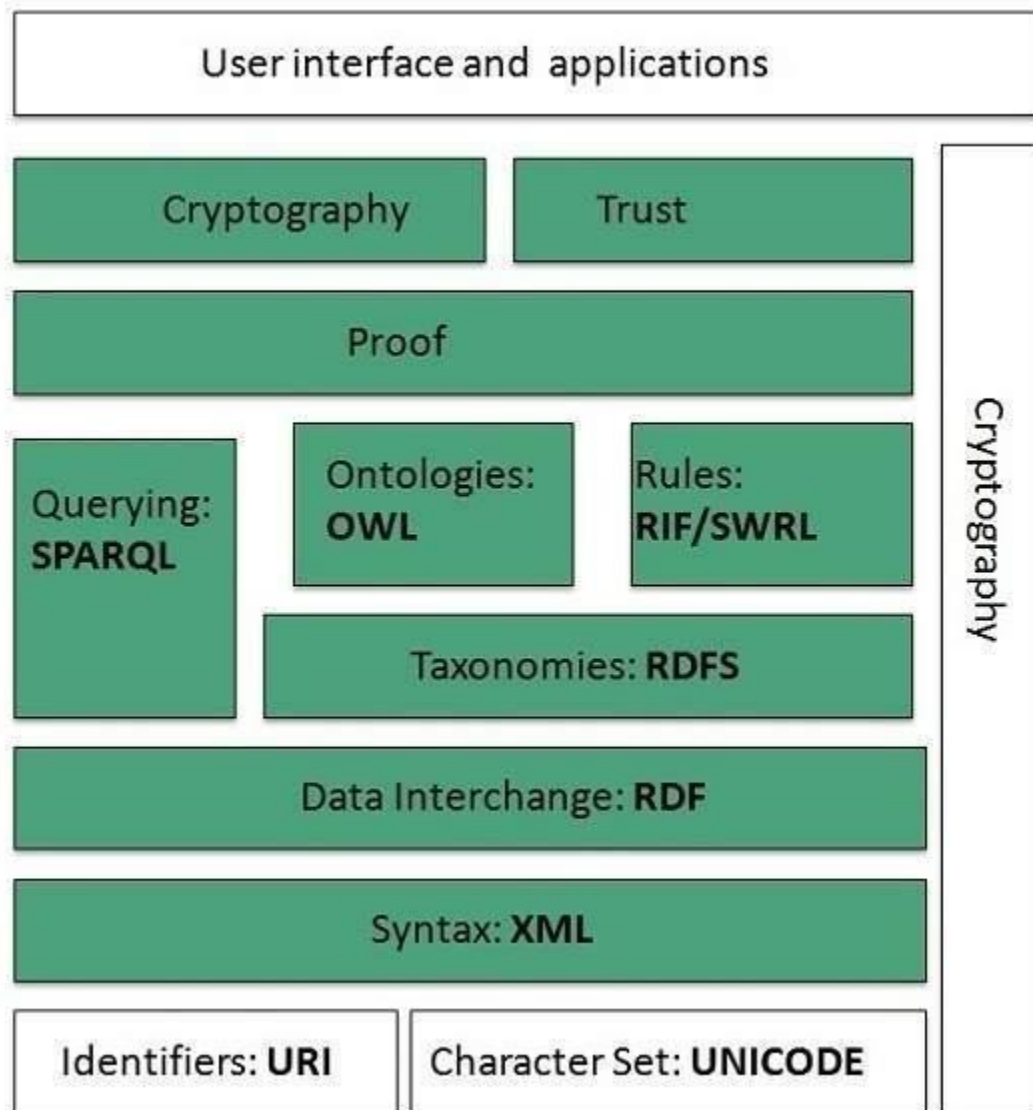 User interface and applications
Cryptography
Trust
Proof
Querying:
SPARQL
Ontologies:
OWL
Rules:
RIF/SWRL
Taxonomies: RDFS
Data Interchange: RDF
Syntax: XML
Identifiers: URI
Character Set: UNICODE
Cryptography